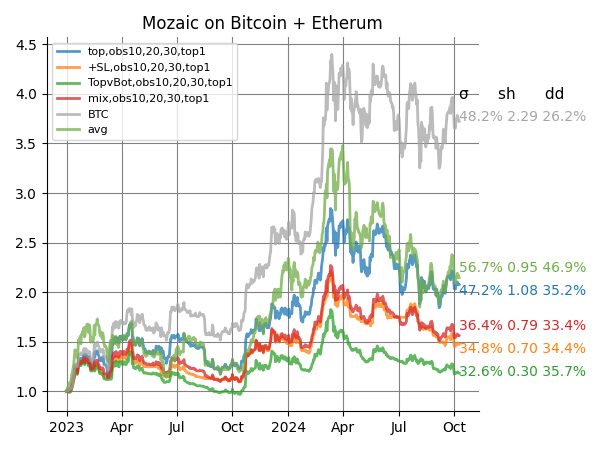 Mozaic on Bitcoin + Etherum
4.5
4.0
3.5
3.0
2.5
2.0
1.5
1.0
top,obs10,20,30,top1
+SL,obs10,20,30,top1
TopvBot,obs10,20,30,top1
mix,obs10,20,30,top1
BTC
avg
σ sh dd
48.2% 2.29 26.2%
56.7% 0.95 46.9%
47.2% 1.08 35.2%
36.4% 0.79 33.4%
34.8% 0.70 34.4%
32.6% 0.30 35.7%
2023 Apr Jul Oct 2024 Apr Jul Oct